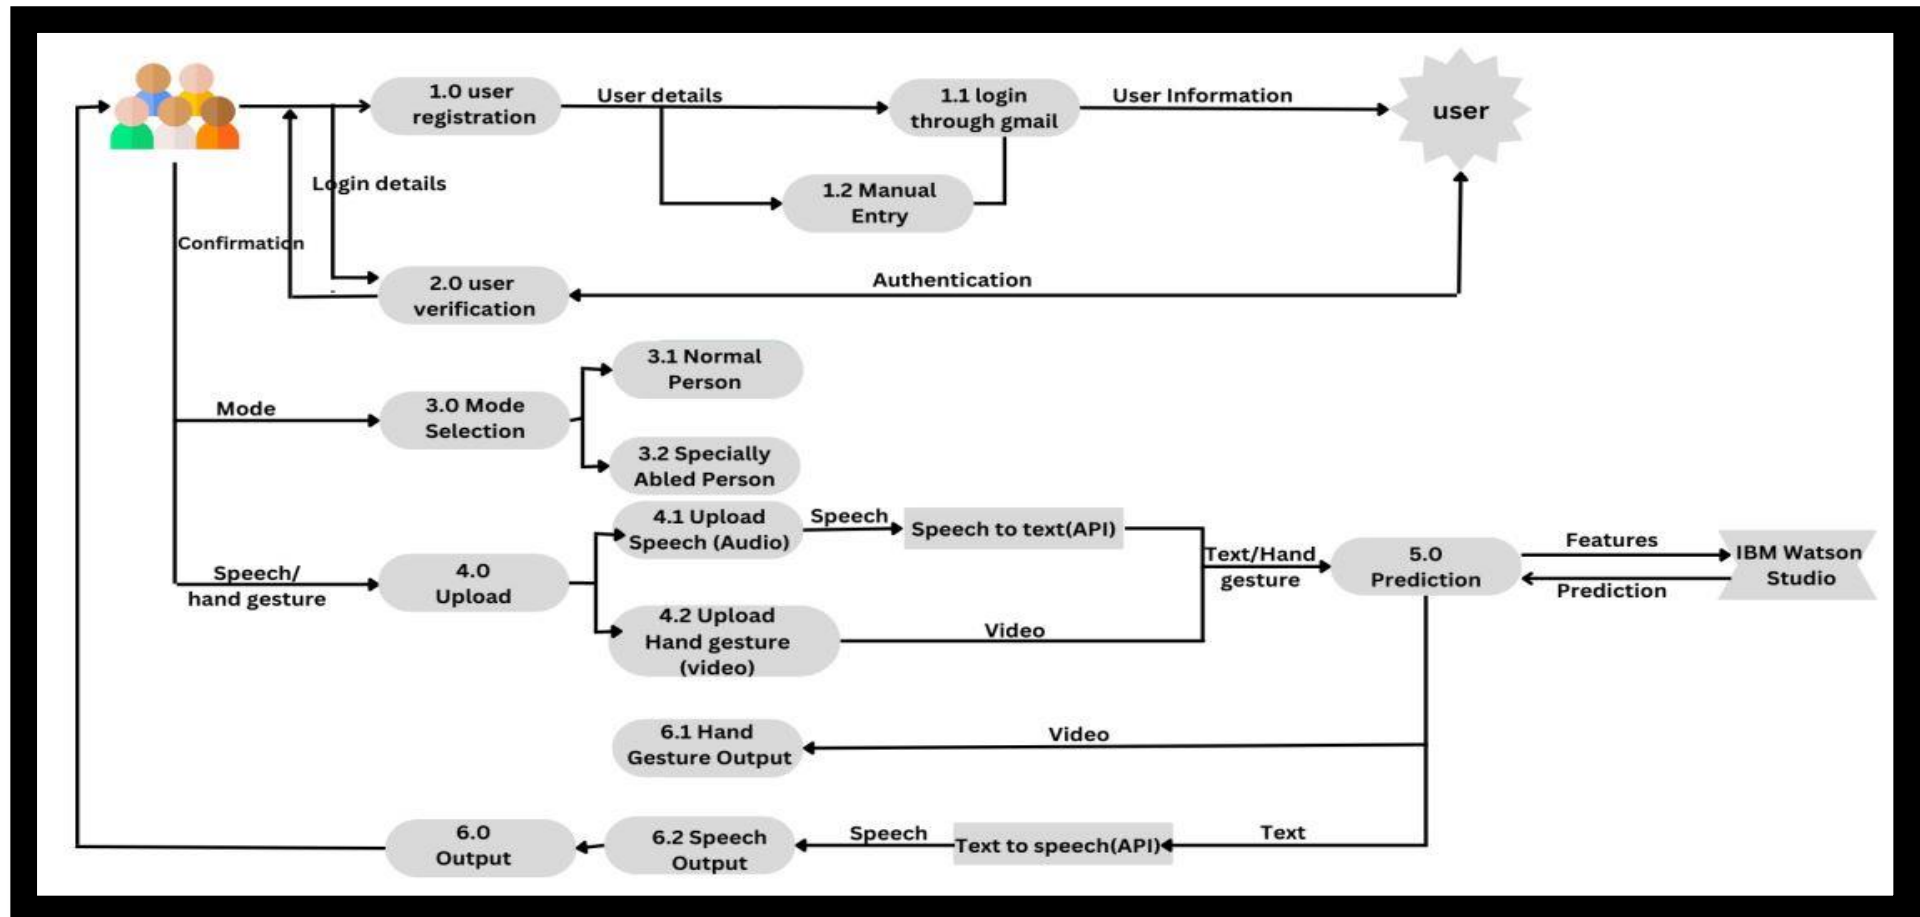 1.0 user
registration
User details
1.1 login
through gmail
User Information
user
Login details
1.2 Manual
Entry
Confirmation
2.0 user
verification
Authentication
3.1 Normal
Person
Mode
3.0 Mode
Selection
3.2 Specially
Abled Person
4.1 Upload
Speech (Audio)
Speech
Speech to text(API)
Speech/
hand gesture
4.0
Upload
Text/Hand
gesture
5.0
Prediction
Features
Prediction
IBM Watson
Studio
4.2 Upload
Hand gesture
(video)
Video
6.1 Hand
Gesture Output
Video
6.0
Output
6.2 Speech
Output
Speech
Text to speech(API)
Text